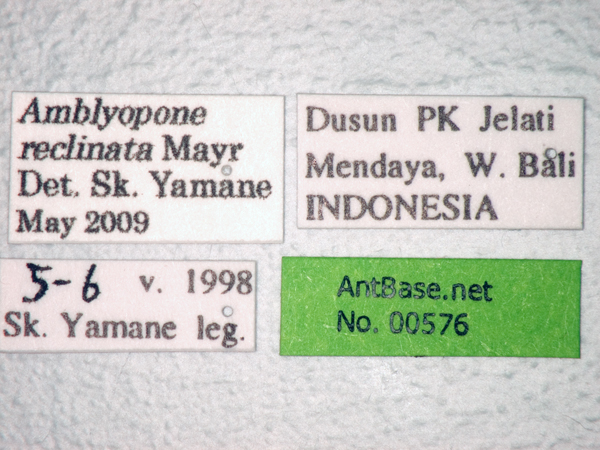 Amblyopone
reclinata Mayr
Det. Sk. Yamane
May 2009
Dusun PK Jelati
Mendaya, W. Bali
INDONESIA
5-6 v. 1998
Sk. Yamane leg.
AntBase.net
No. 00576